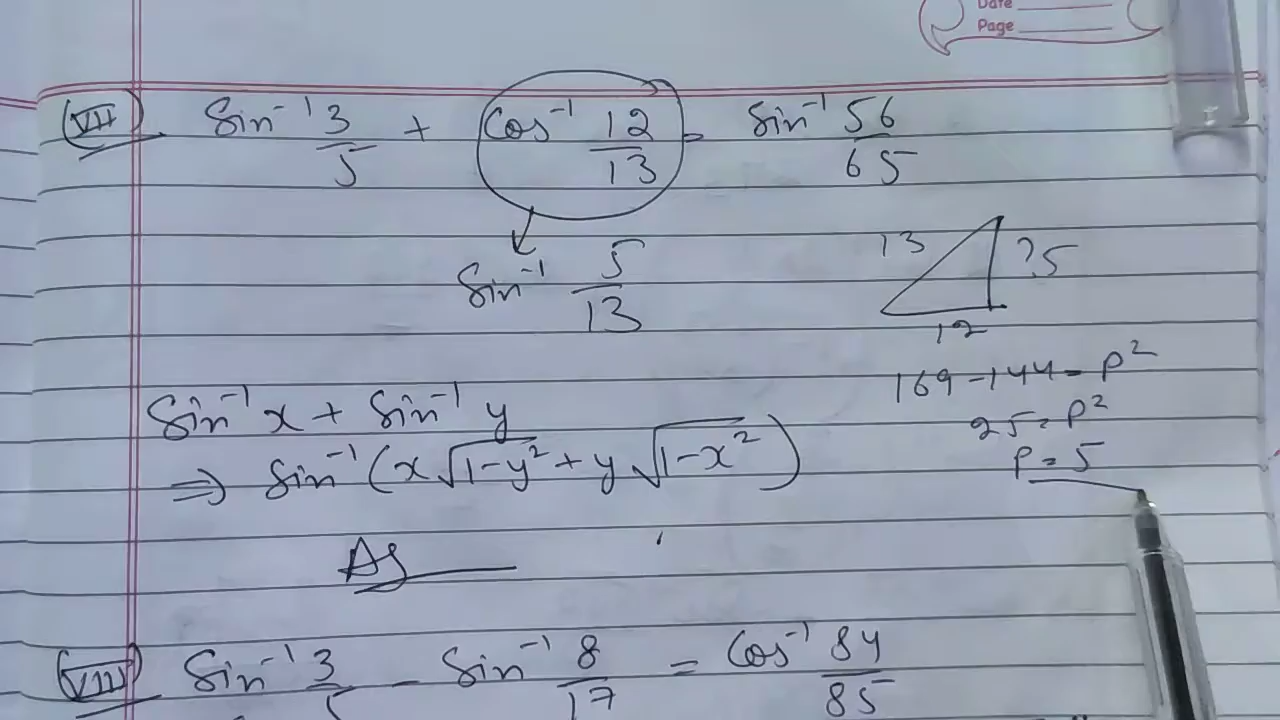 Date
Page
(VII) Sin⁻¹ 3/5 + Cos⁻¹ 12/13 = Sin⁻¹ 56/65
Sin⁻¹ 5/13
13 ?5
12
169-144=P²
25=P²
P=5
Sin⁻¹x + Sin⁻¹y
⇒ Sin⁻¹(x√1-y² + y√1-x²)
(VIII) Sin⁻¹ 3/5 - Sin⁻¹ 8/17 = Cos⁻¹ 84/85